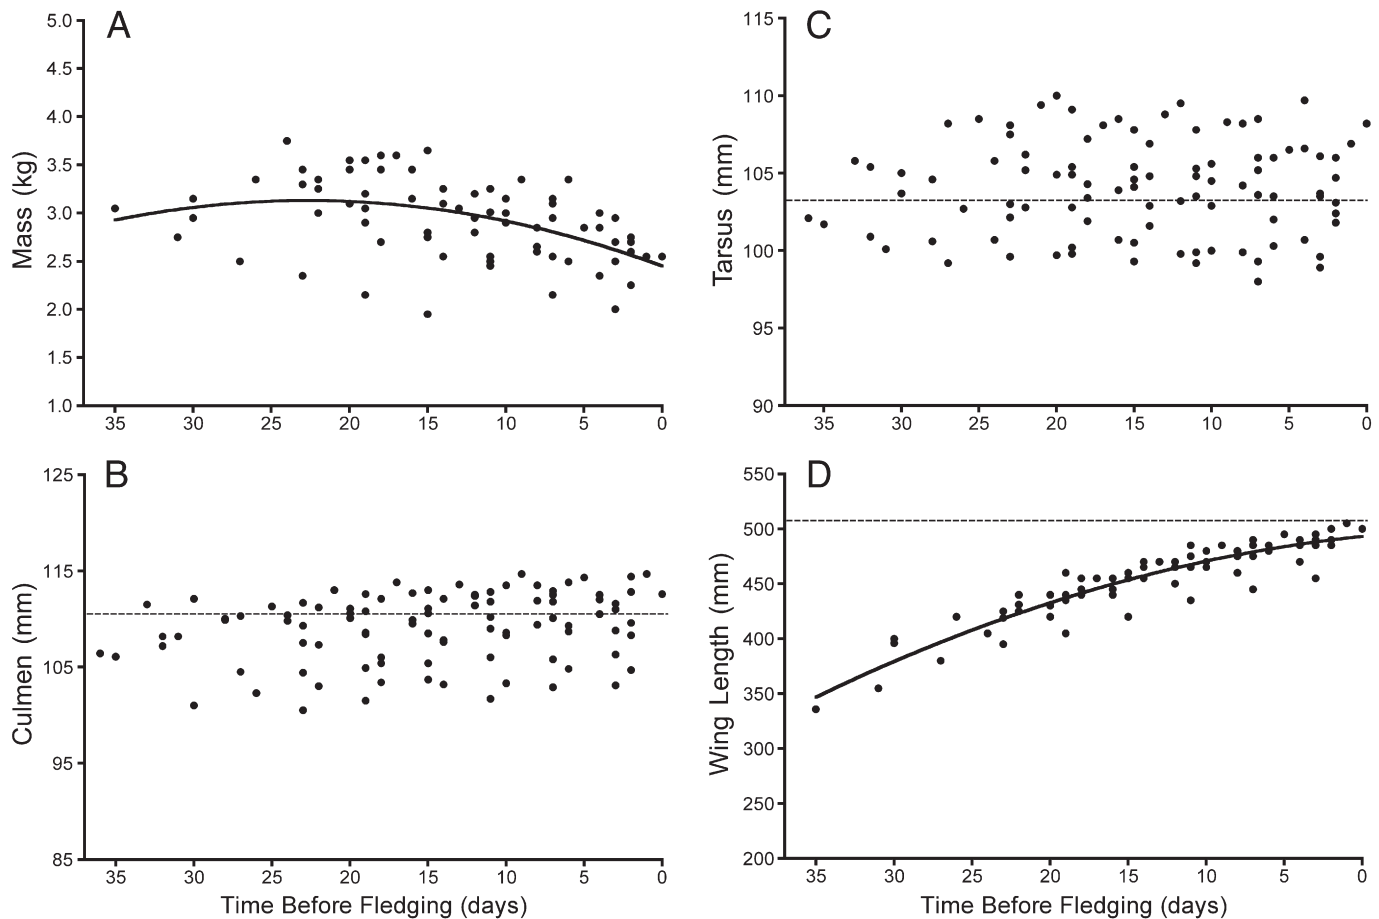 A
Mass (kg)
5.0
4.5
4.0
3.5
3.0
2.5
2.0
1.5
1.0
35 30 25 20 15 10 5 0
C
Tarsus (mm)
115
110
105
100
95
90
35 30 25 20 15 10 5 0
B
Culmen (mm)
125
115
105
95
85
35 30 25 20 15 10 5 0
Time Before Fledging (days)
D
Wing Length (mm)
550
500
450
400
350
300
250
200
35 30 25 20 15 10 5 0
Time Before Fledging (days)